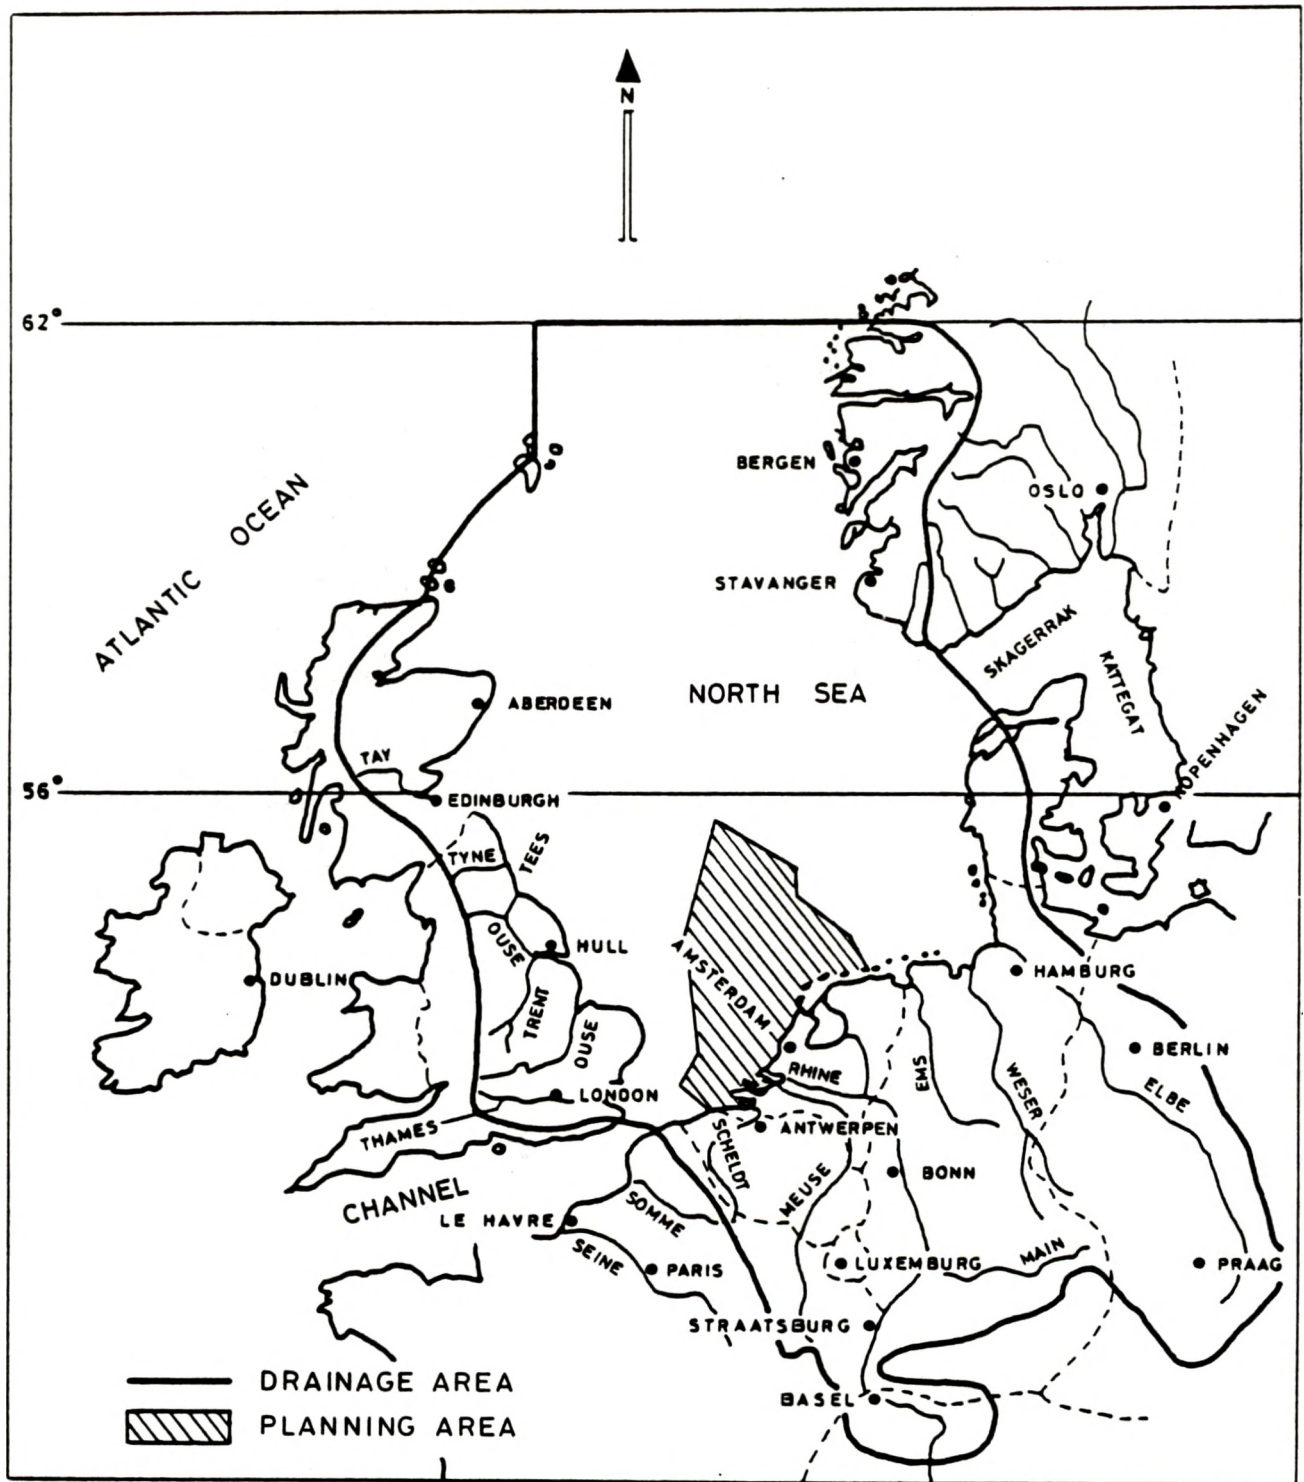 N
62°
BERGEN
OSLO
ATLANTIC OCEAN
STAVANGER
SKAGERRAK
KATTEGAT
NORTH SEA
ABERDEEN
KOPENHAGEN
TAY
56°
EDINBURGH
TYNE
TEES
OUSE
HULL
AMSTERDAM
HAMBURG
DUBLIN
TRENT
OUSE
BERLIN
RHINE
EMS
WESER
ELBE
LONDON
THAMES
SCHELDT
ANTWERPEN
BONN
MEUSE
CHANNEL
SOMME
LE HAVRE
SEINE
PARIS
LUXEMBURG
MAIN
PRAAG
STRAATSBURG
BASEL
DRAINAGE AREA
PLANNING AREA